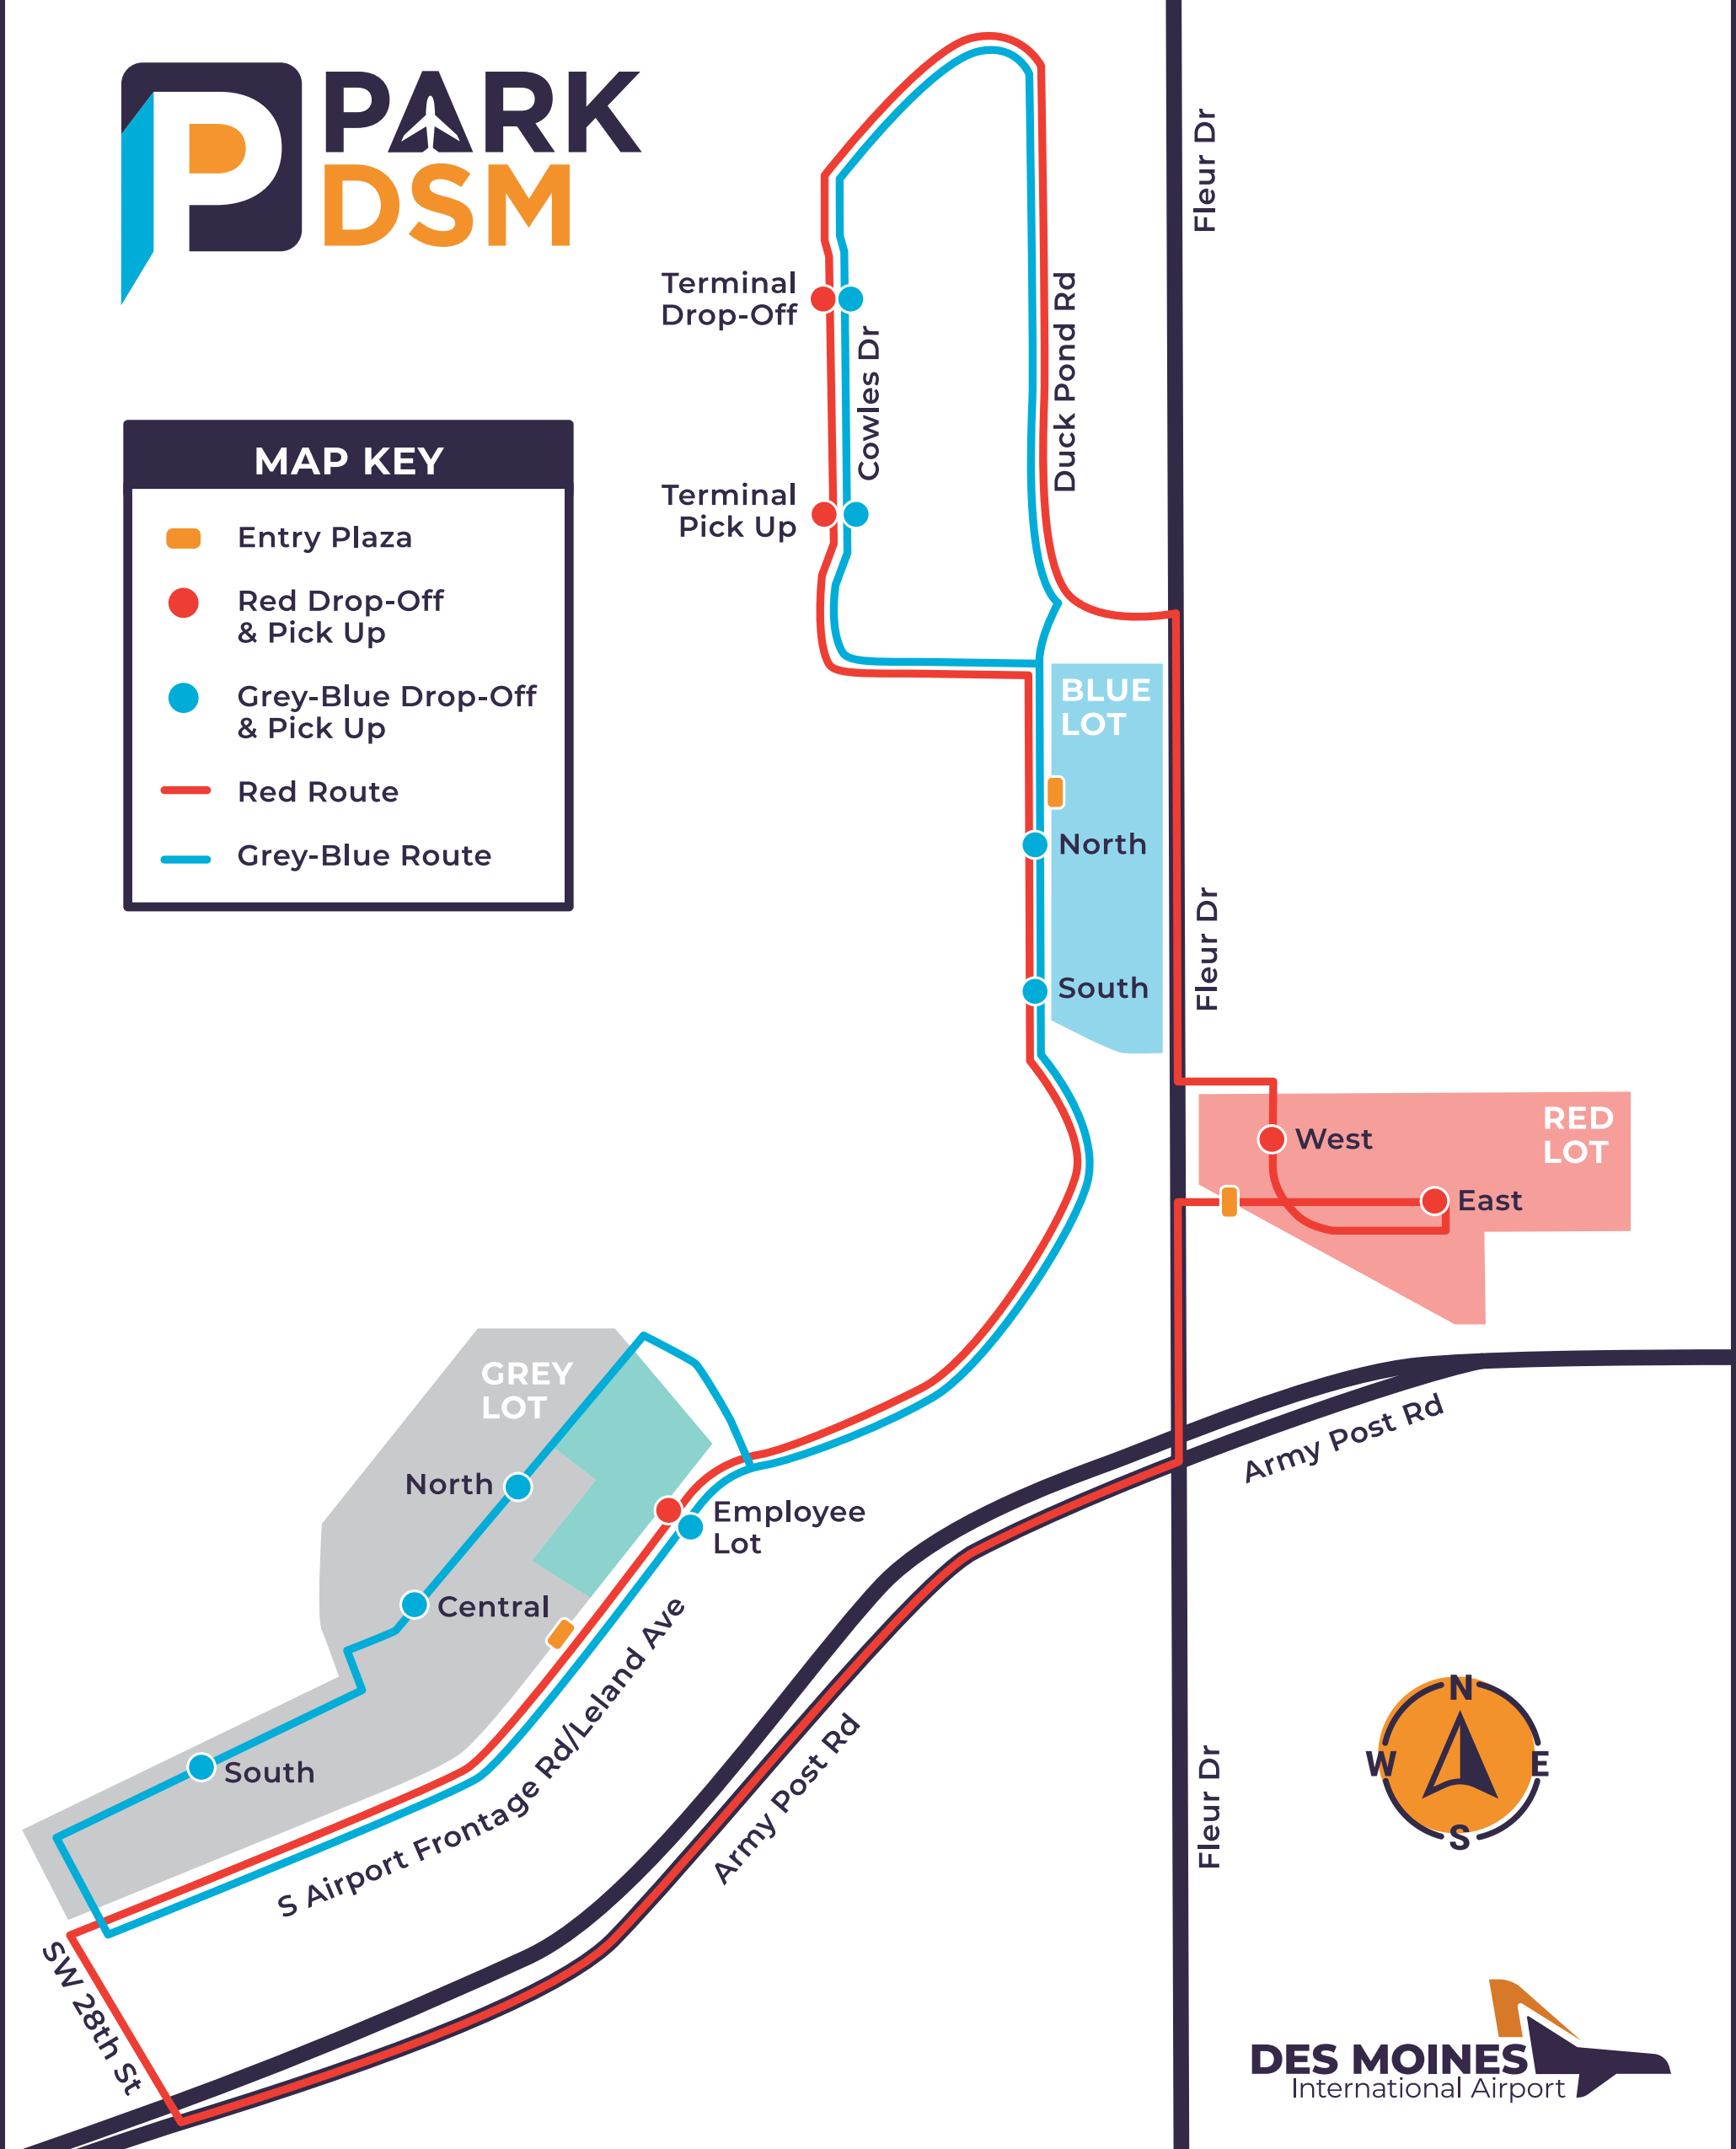 PARK
DSM
MAP KEY
Entry Plaza
Red Drop-Off
& Pick Up
Grey-Blue Drop-Off
& Pick Up
Red Route
Grey-Blue Route
Terminal
Drop-Off
Cowles Dr
Duck Pond Rd
Fleur Dr
Terminal
Pick Up
BLUE
LOT
North
South
Fleur Dr
RED
LOT
West
East
GREY
LOT
North
Central
South
Employee
Lot
S Airport Frontage Rd/Leland Ave
Army Post Rd
Army Post Rd
SW 28th St
Fleur Dr
N
W
E
S
DES MOINES
International Airport